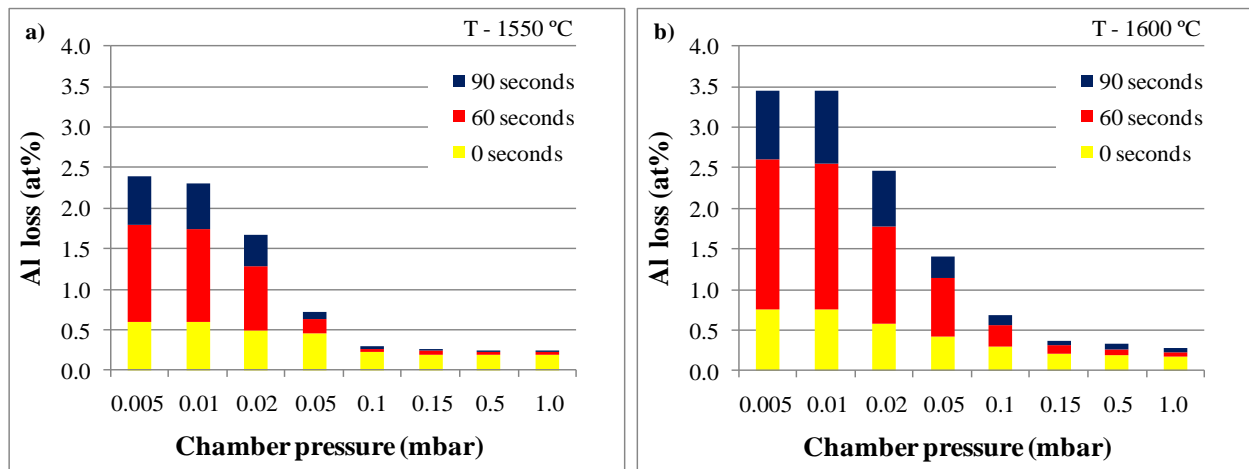 a)
T - 1550 ºC
4.0
3.5
3.0
2.5
2.0
1.5
1.0
0.5
0.0
Al loss (at%)
90 seconds
60 seconds
0 seconds
0.005 0.01 0.02 0.05 0.1 0.15 0.5 1.0
Chamber pressure (mbar)
b)
T - 1600 ºC
4.0
3.5
3.0
2.5
2.0
1.5
1.0
0.5
0.0
Al loss (at%)
90 seconds
60 seconds
0 seconds
0.005 0.01 0.02 0.05 0.1 0.15 0.5 1.0
Chamber pressure (mbar)